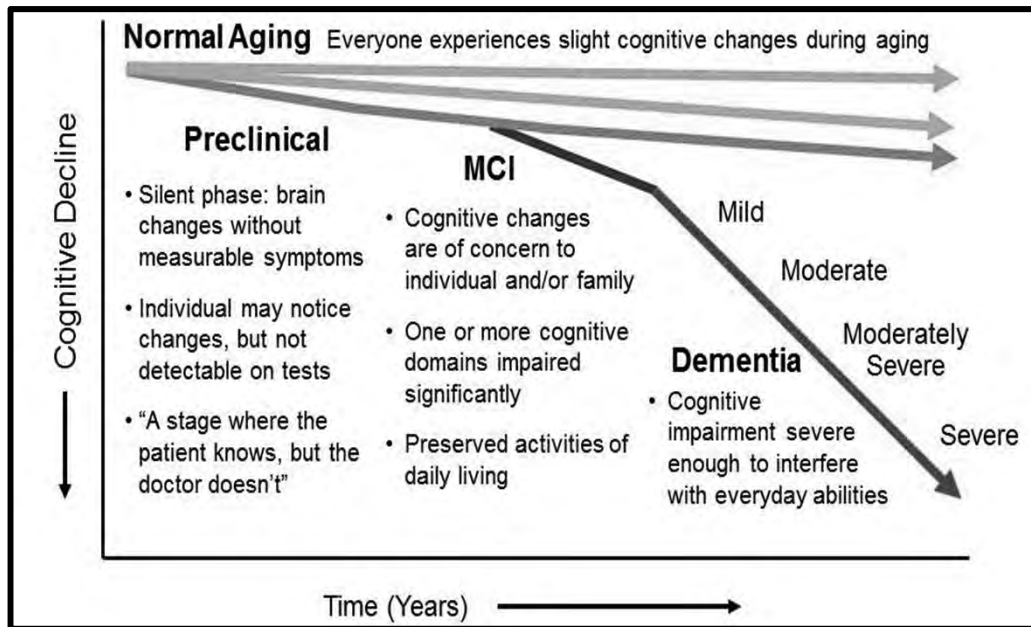 Normal Aging Everyone experiences slight cognitive changes during aging
Preclinical
• Silent phase: brain
changes without
measurable symptoms
• Individual may notice
changes, but not
detectable on tests
• “A stage where the
patient knows, but the
doctor doesn’t”
MCI
• Cognitive changes
are of concern to
individual and/or family
• One or more cognitive
domains impaired
significantly
• Preserved activities of
daily living
Mild
Moderate
Moderately
Severe
Severe
Dementia
• Cognitive
impairment severe
enough to interfere
with everyday abilities
Cognitive Decline
Time (Years)